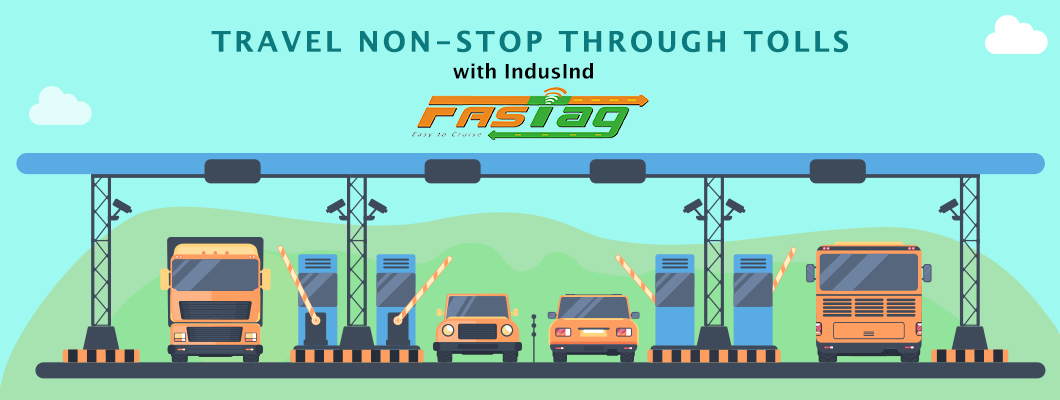 TRAVEL NON-STOP THROUGH TOLLS
with IndusInd
FASTag
Easy to Cruise